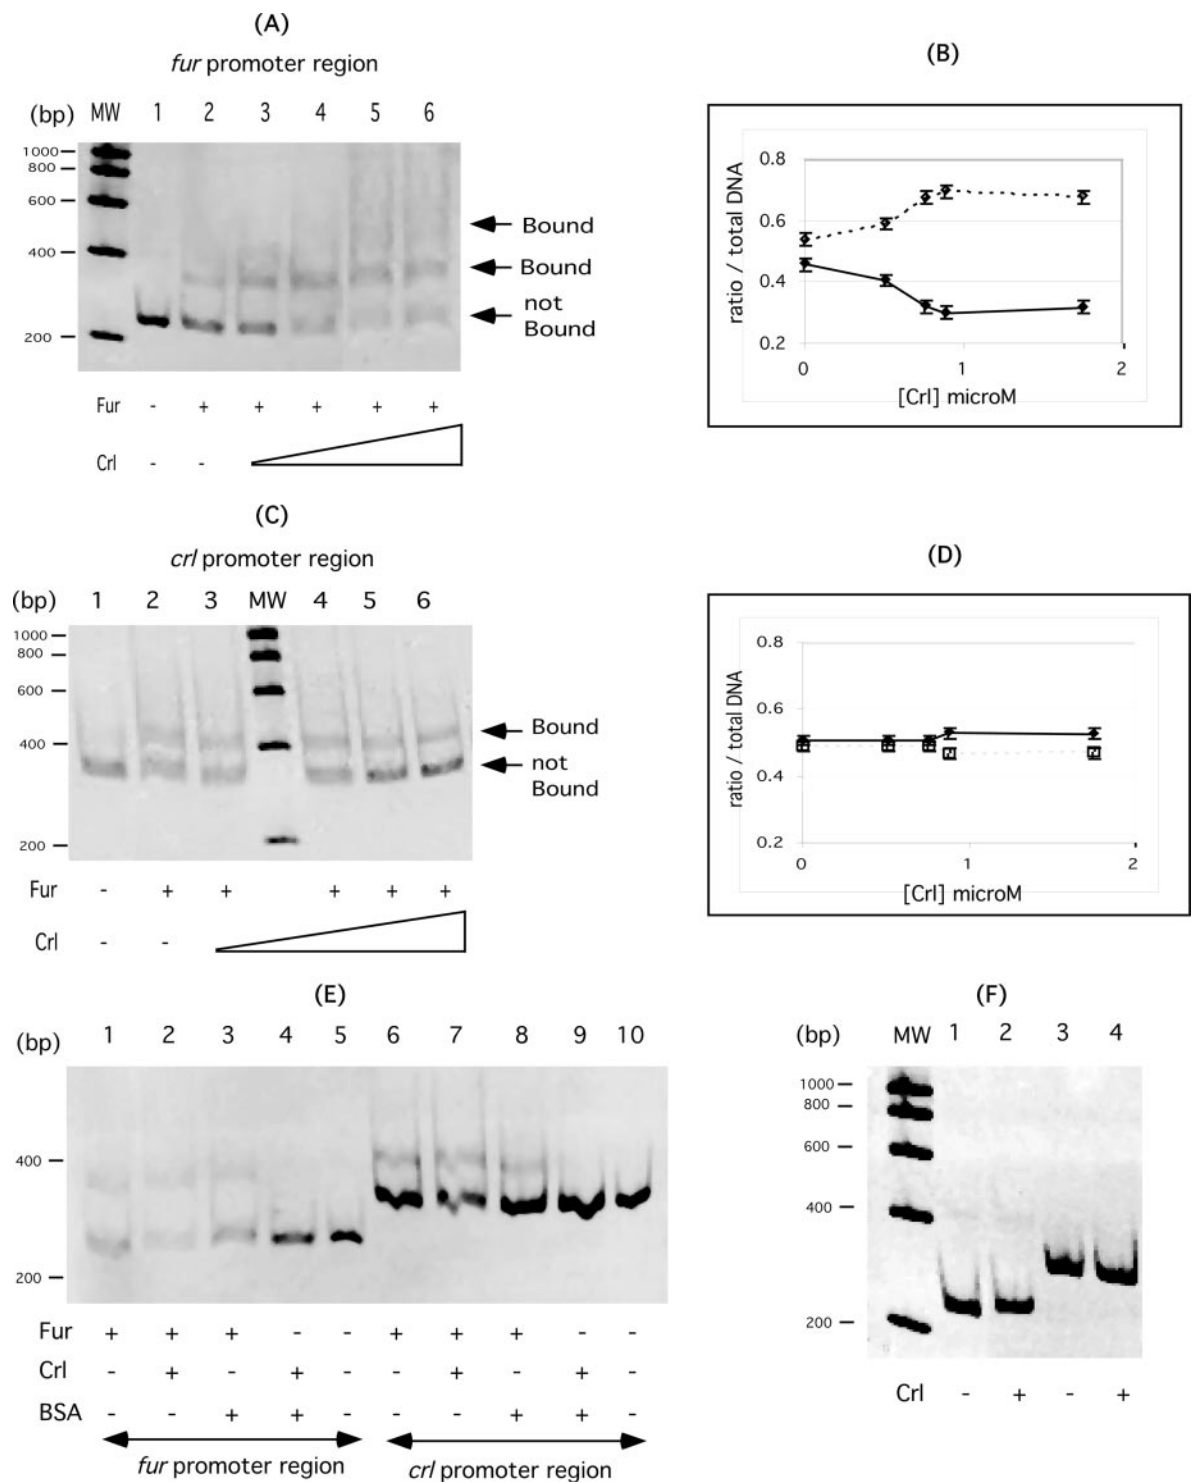 (A)
fur promoter region
(bp) MW 1 2 3 4 5 6
1000
800
600
400
200
Bound
Bound
not
Bound
Fur - + + + + +
Crl - -
(B)
ratio / total DNA
0.8
0.6
0.4
0.2
0 1 2
[Crl] microM
(C)
crl promoter region
(bp) 1 2 3 MW 4 5 6
1000
800
600
400
200
Bound
not
Bound
Fur - + + + + +
Crl - -
(D)
ratio / total DNA
0.8
0.6
0.4
0.2
0 1 2
[Crl] microM
(E)
(bp) 1 2 3 4 5 6 7 8 9 10
400
200
Fur + + + - - + + + - -
Crl - + - + - - + - + -
BSA - - + + - - - + + -
fur promoter region crl promoter region
(F)
(bp) MW 1 2 3 4
1000
800
600
400
200
Crl - + - +